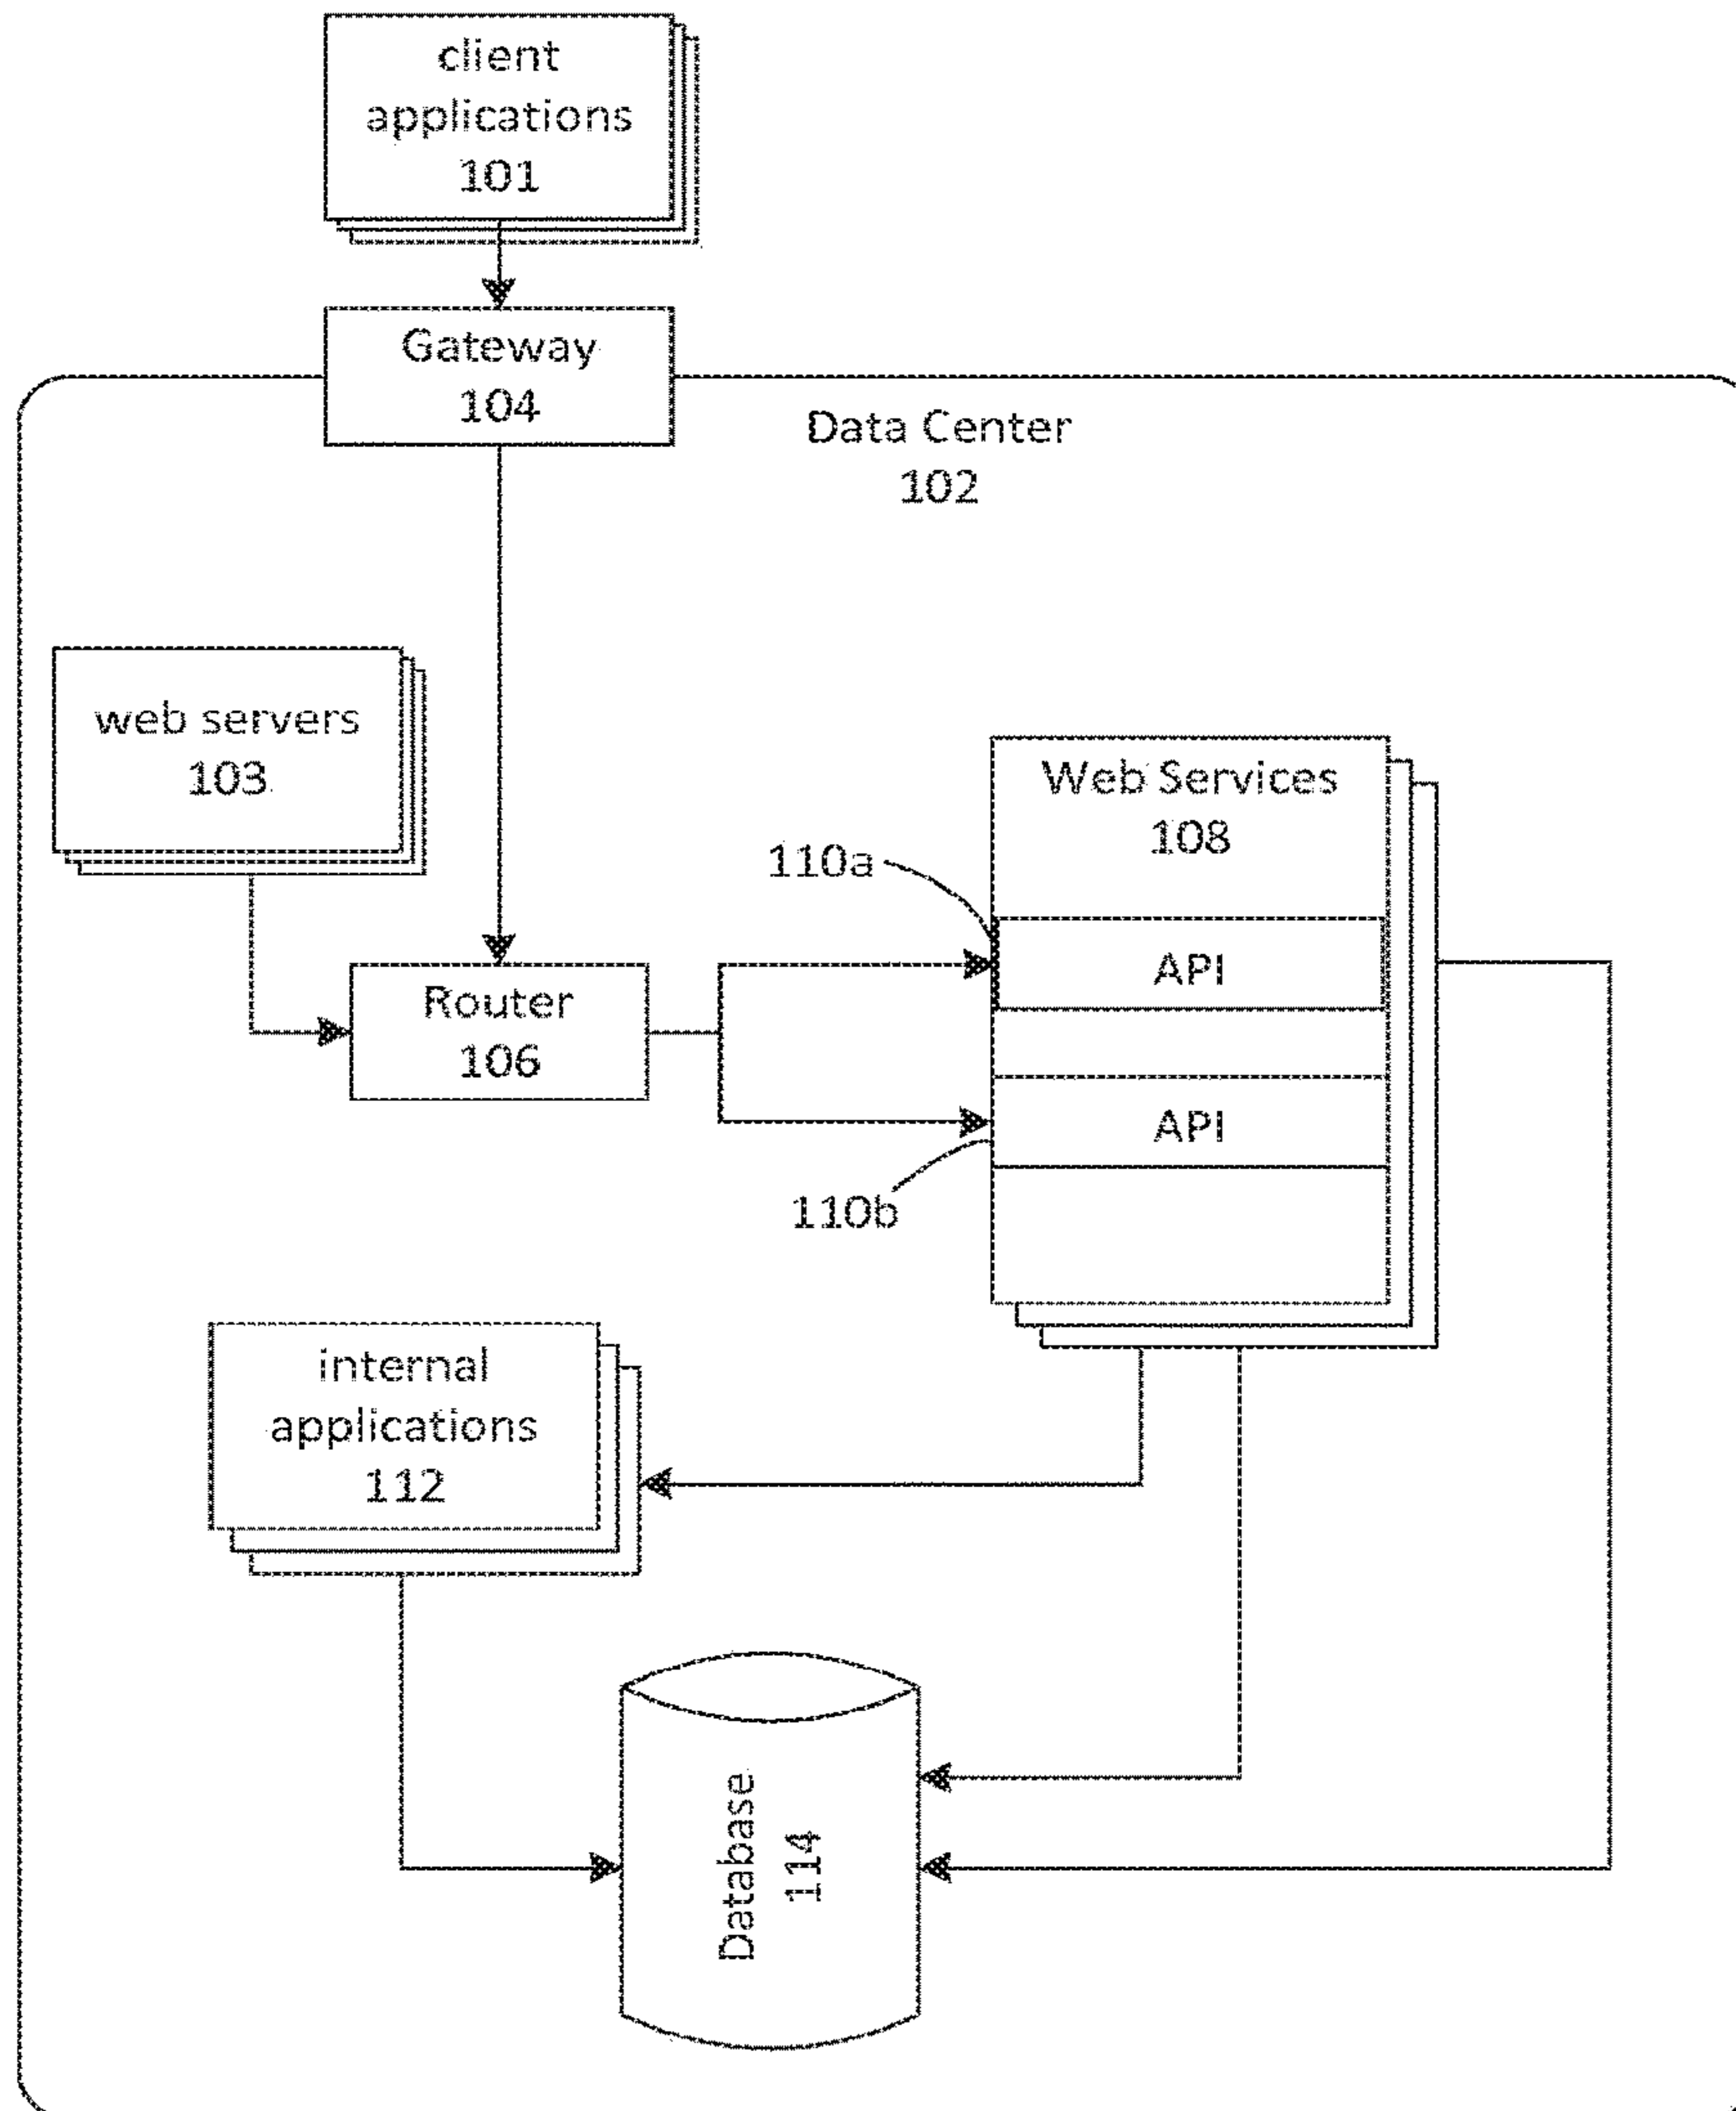 client
applications
101
Gateway
104
Data Center
102
web servers
103
Web Services
108
110a
API
Router
106
API
110b
internal
applications
112
Database
114